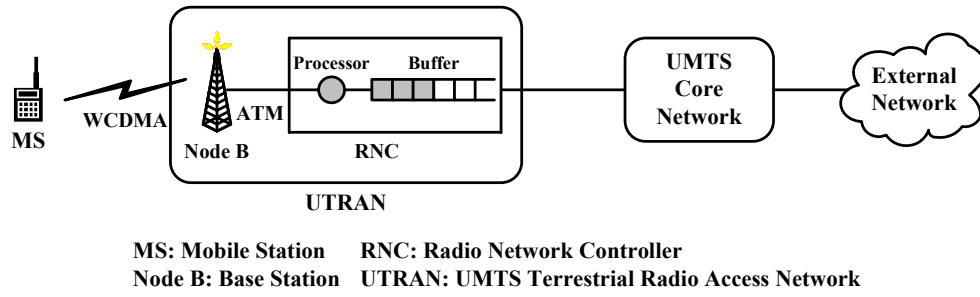 Processor
Buffer
UMTS
Core
Network
External
Network
MS
WCDMA
ATM
Node B
RNC
UTRAN
MS: Mobile Station RNC: Radio Network Controller
Node B: Base Station UTRAN: UMTS Terrestrial Radio Access Network